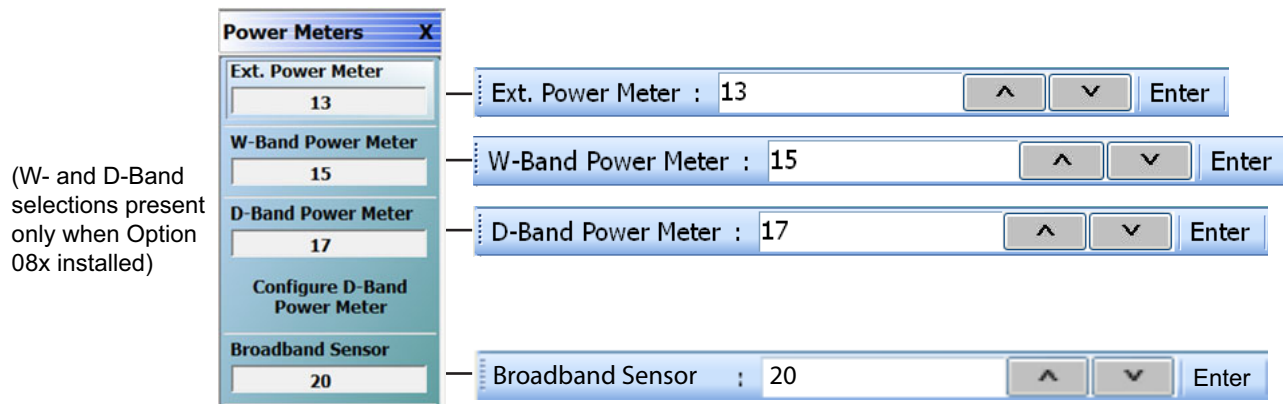 Power Meters X
Ext. Power Meter
13
Ext. Power Meter : 13 ^ v Enter
W-Band Power Meter
15
W-Band Power Meter : 15 ^ v Enter
(W- and D-Band
selections present
only when Option
08x installed)
D-Band Power Meter
17
D-Band Power Meter : 17 ^ v Enter
Configure D-Band
Power Meter
Broadband Sensor
20
Broadband Sensor : 20 ^ v Enter